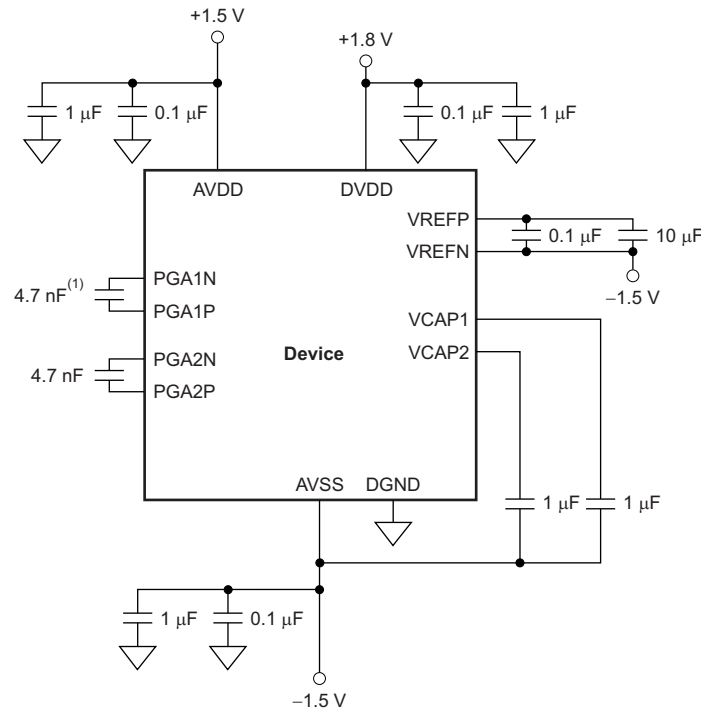 +1.5 V
+1.8 V
1 μF
0.1 μF
0.1 μF
1 μF
AVDD
DVDD
VREFP
0.1 μF
10 μF
VREFN
−1.5 V
PGA1N
4.7 nF(1)
PGA1P
VCAP1
Device
VCAP2
PGA2N
4.7 nF
PGA2P
AVSS
DGND
1 μF
1 μF
1 μF
0.1 μF
−1.5 V